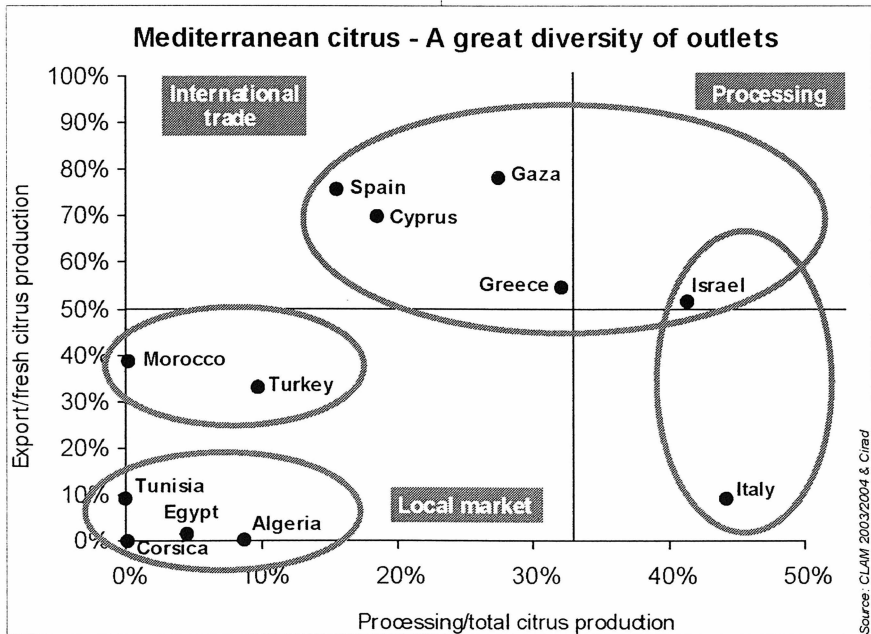 Mediterranean citrus - A great diversity of outlets
Export/fresh citrus production
100%
90%
80%
70%
60%
50%
40%
30%
20%
10%
0%
International
trade
Processing
Spain
Gaza
Cyprus
Greece
Israel
Morocco
Turkey
Tunisia
Egypt
Algeria
Corsica
Local market
Italy
0%
10%
20%
30%
40%
50%
Processing/total citrus production
Source: CLAM 2003/2004 & Cirad